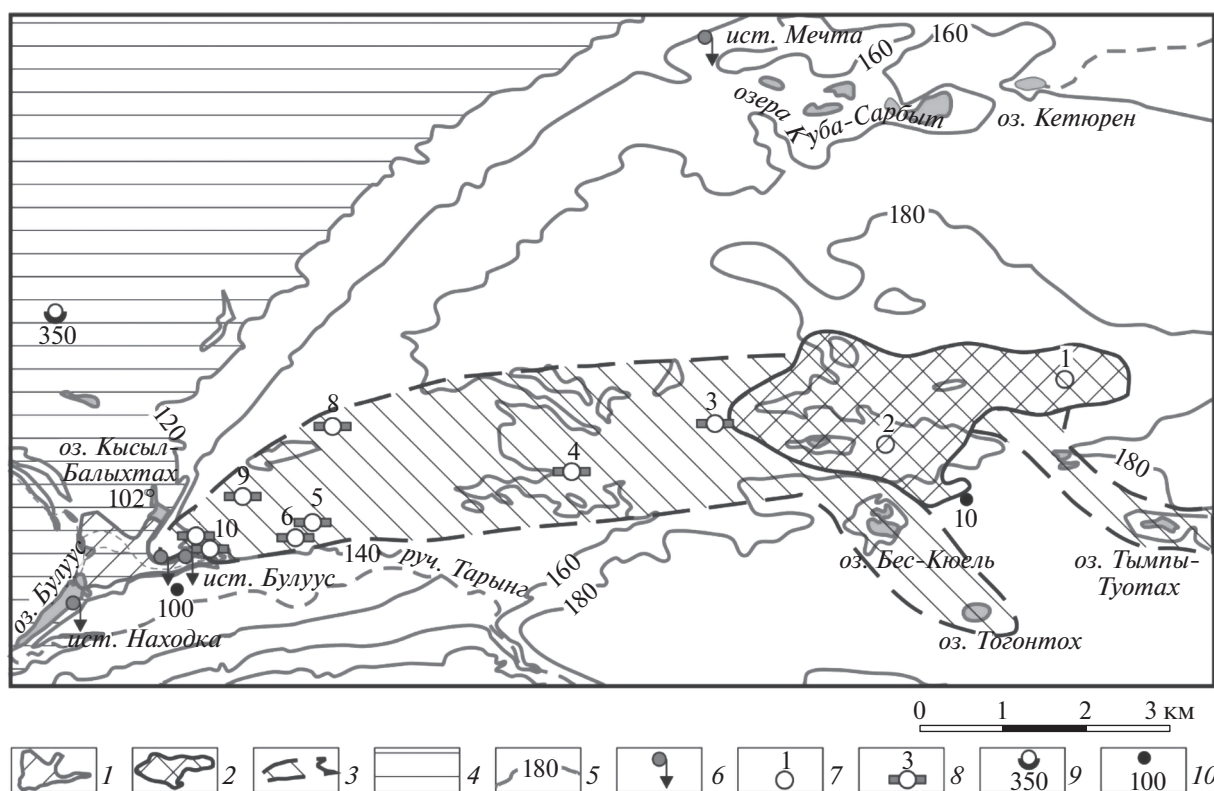 ист. Мечта
160
160
озера Куба-Сарбыт
оз. Кетюрен
180
350
1
8
3
2
120
оз. Кысыл-
Балыхтах
102°
4
180
9
5
10
6
10
140
руч. Тарынг
160
180
оз. Бес-Кюель
оз. Тымпы-
Туотах
оз. Булуус
ист. Булуус
100
ист. Находка
оз. Тогонтох
0 1 2 3 км
1 2 3 4 180 5 6 1 7 3 8 350 9 100 10